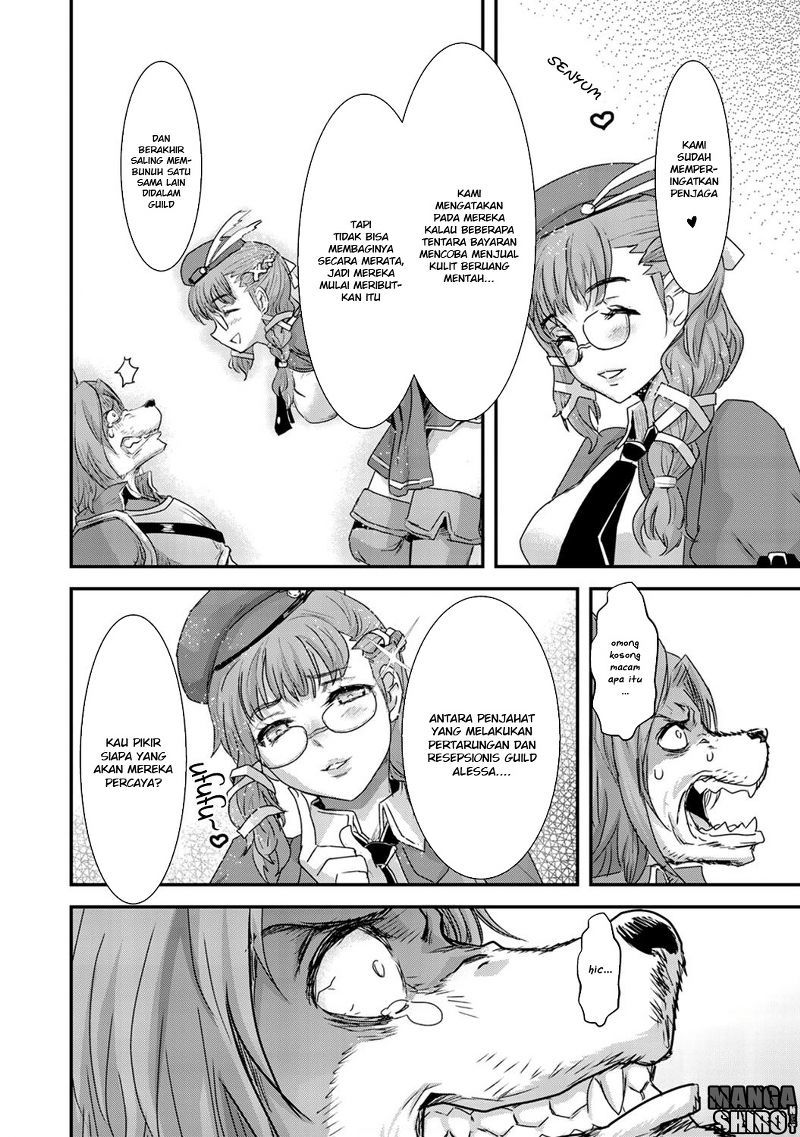 SENYUM
KAMI
SUDAH
MEMPER-
INGATKAN
PENJAGA
KAMI
MENGATAKAN
PADA MEREKA
KALAU BEBERAPA
TENTARA BAYARAN
MENCOBA MENJUAL
KULIT BERUANG
MENTAH...
TAPI
TIDAK BISA
MEMBAGINYA
SECARA MERATA,
JADI MEREKA
MULAI MERIBUT-
KAN ITU
DAN
BERAKHIR
SALING MEM-
BUNUH SATU
SAMA LAIN
DIDALAM
GUILD
omong
kosong
macam
apa itu
...
ANTARA PENJAHAT
YANG MELAKUKAN
PERTARUNGAN DAN
RESEPSIONIS GUILD
ALESSA....
KAU PIKIR
SIAPA YANG
AKAN MEREKA
PERCAYA?
ufufufu~
hic...
MANGA
SHIRO!